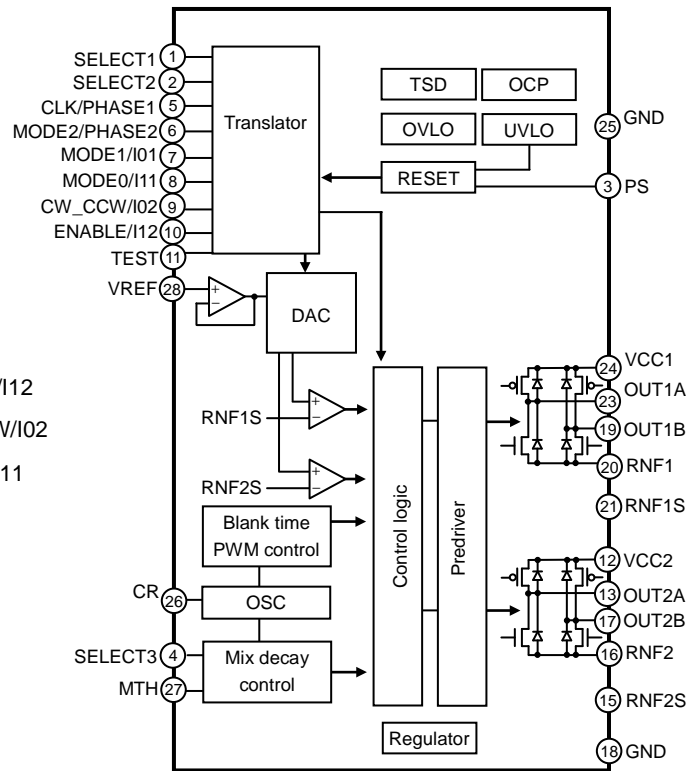 SELECT1 1
SELECT2 2
CLK/PHASE1 5
MODE2/PHASE2 6
MODE1/I01 7
MODE0/I11 8
CW_CCW/I02 9
ENABLE/I12 10
TEST 11
VREF 28
Translator
TSD
OCP
OVLO
UVLO
RESET
25 GND
3 PS
+
−
DAC
/I12
W/I02
11
RNF1S
+
−
RNF2S
+
−
Blank time
PWM control
CR 26
OSC
SELECT3 4
MTH 27
Mix decay
control
Control logic
Predriver
Regulator
24 VCC1
23 OUT1A
19 OUT1B
20 RNF1
21 RNF1S
12 VCC2
13 OUT2A
17 OUT2B
16 RNF2
15 RNF2S
18 GND